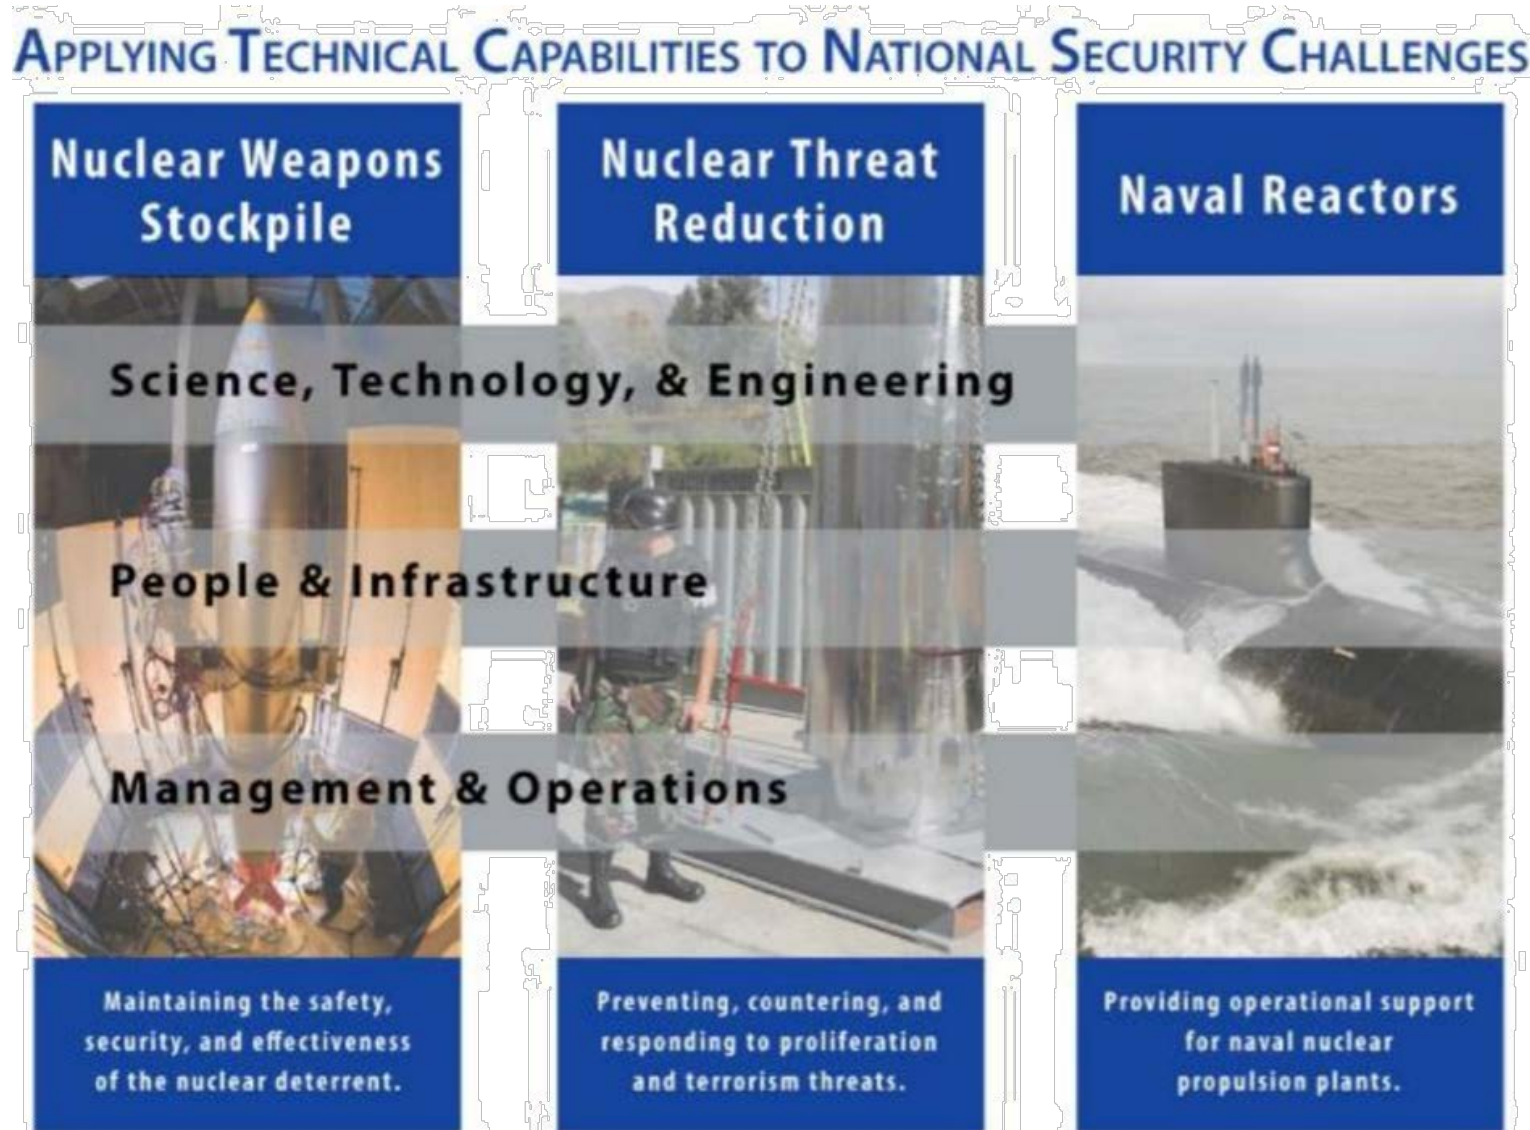 APPLYING TECHNICAL CAPABILITIES TO NATIONAL SECURITY CHALLENGES
Nuclear Weapons
Stockpile
Nuclear Threat
Reduction
Naval Reactors
Science, Technology, & Engineering
People & Infrastructure
Management & Operations
Maintaining the safety,
security, and effectiveness
of the nuclear deterrent.
Preventing, countering, and
responding to proliferation
and terrorism threats.
Providing operational support
for naval nuclear
propulsion plants.